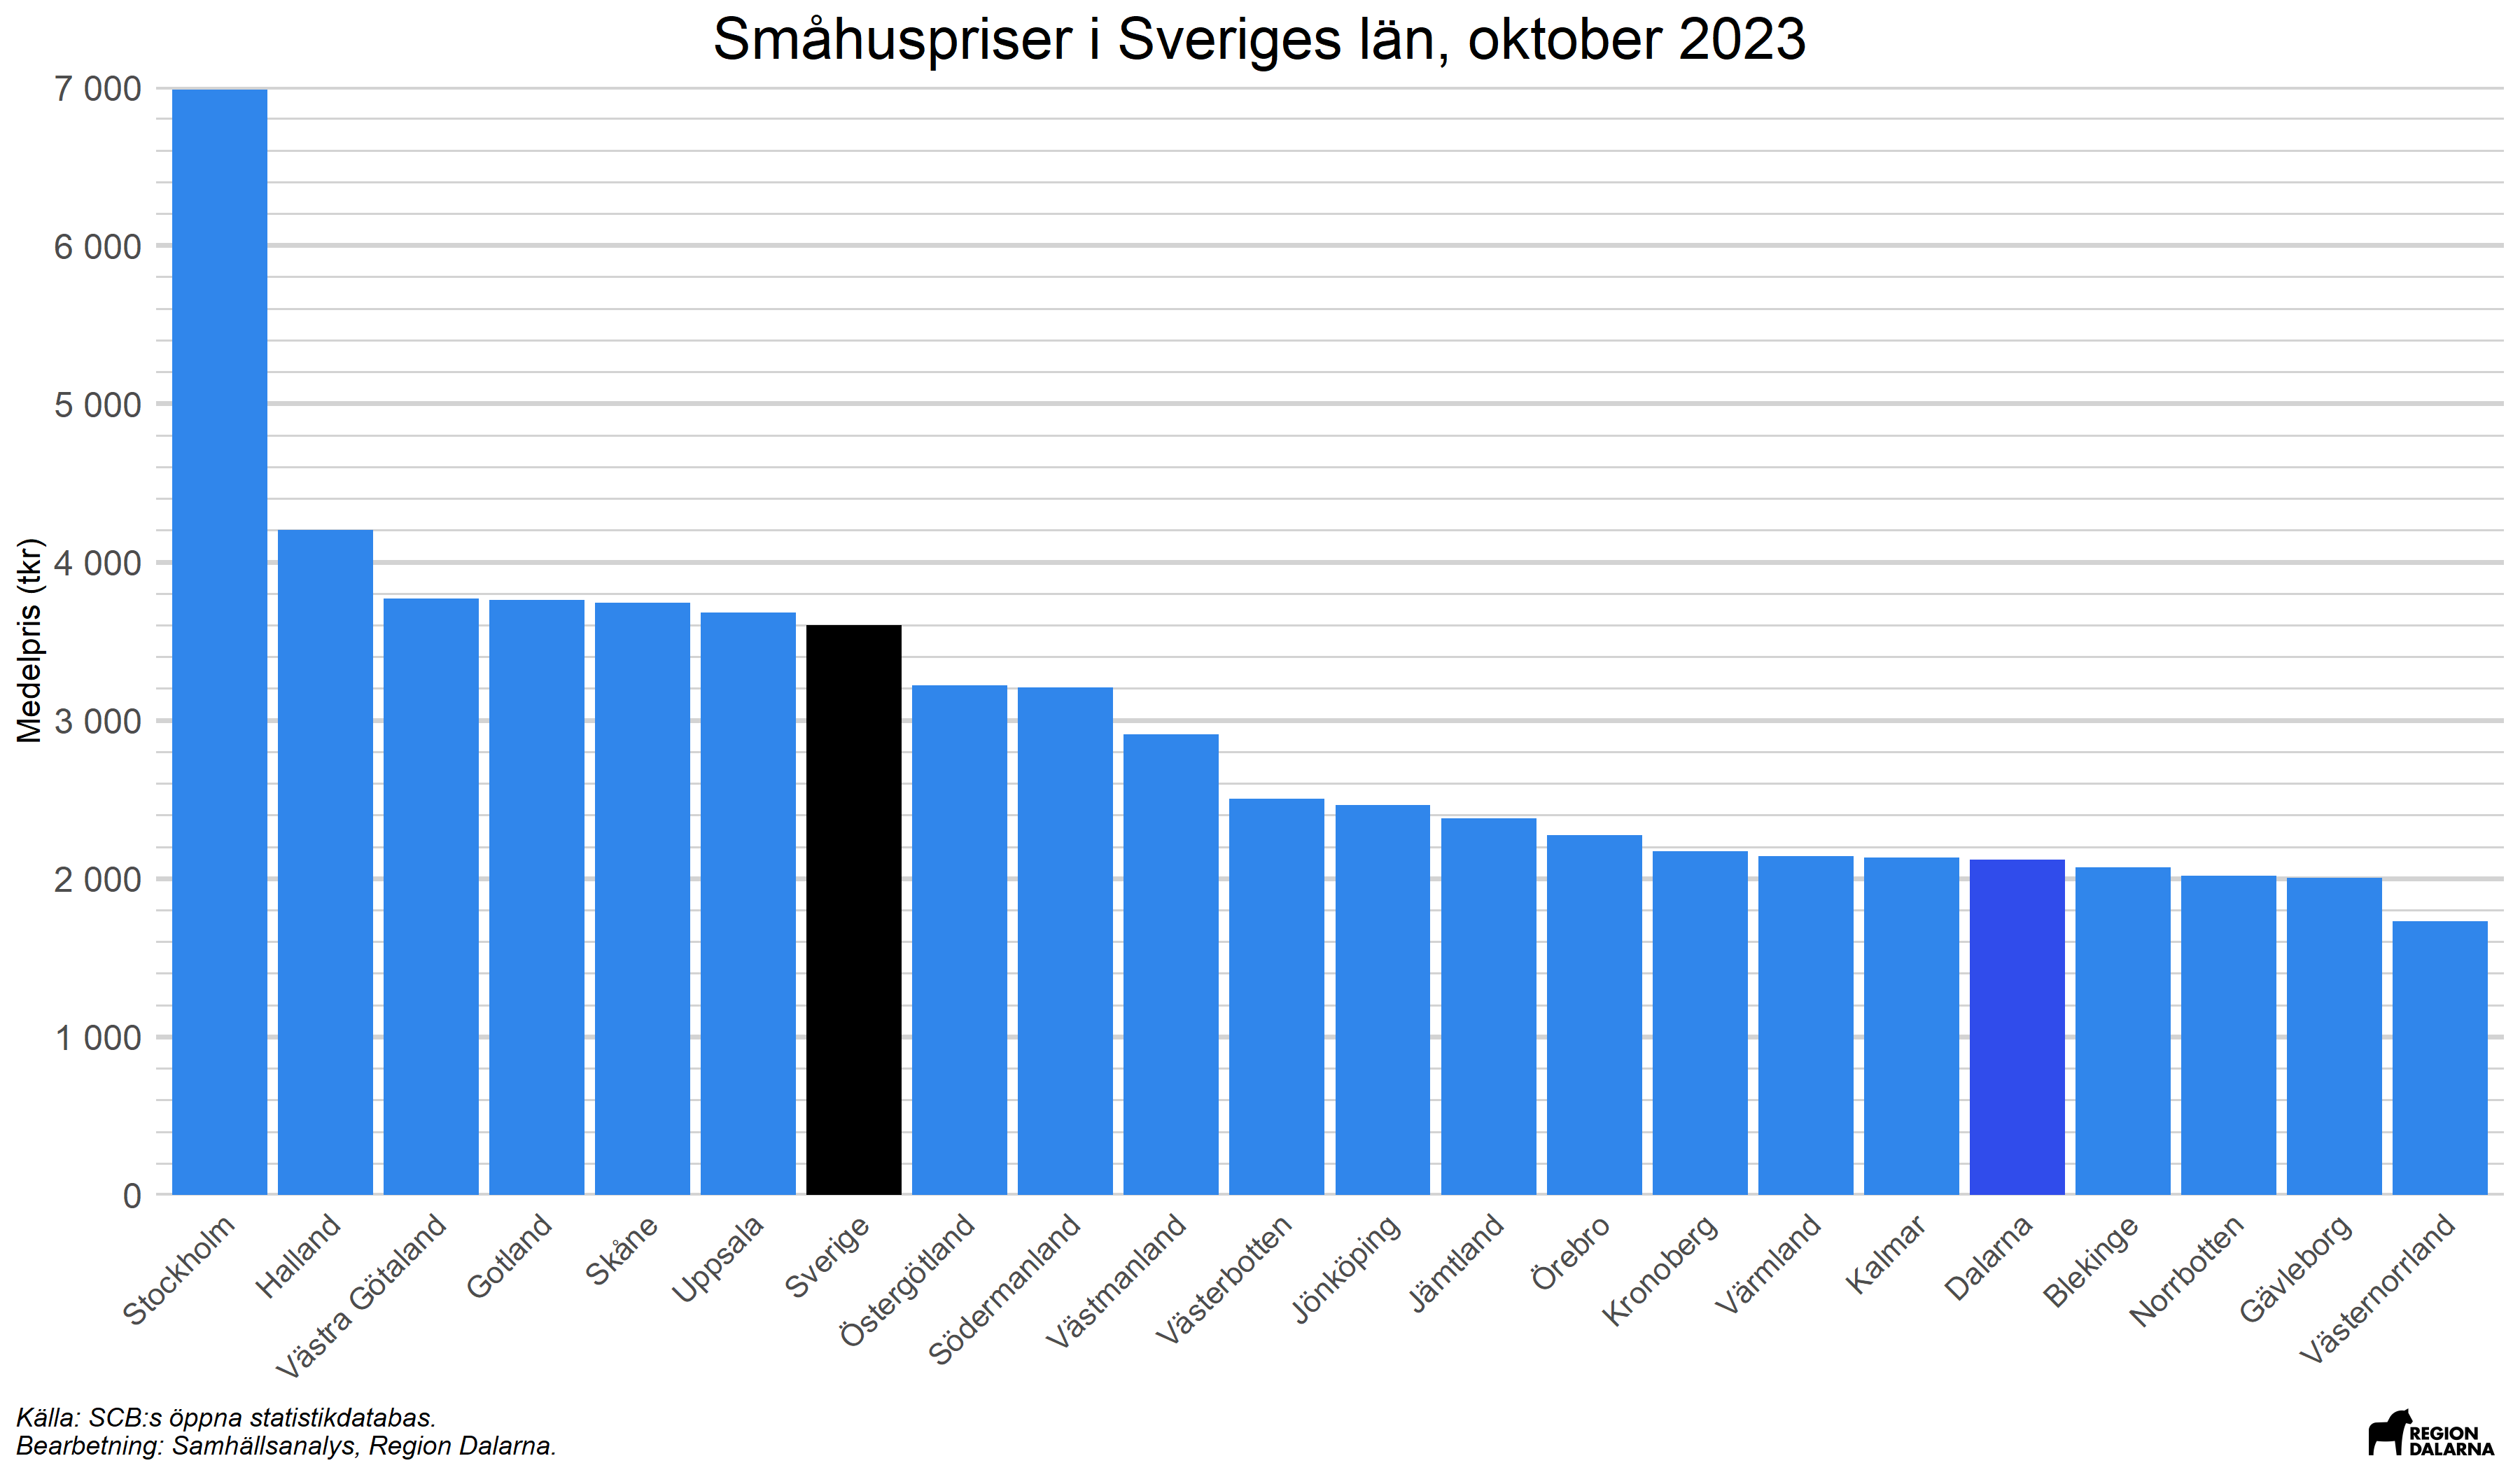 Småhuspriser i Sveriges län, oktober 2023
Medelpris (tkr)
7 000
6 000
5 000
4 000
3 000
2 000
1 000
0
Stockholm
Halland
Västra Götaland
Gotland
Skåne
Uppsala
Sverige
Östergötland
Södermanland
Västmanland
Västerbotten
Jönköping
Jämtland
Örebro
Kronoberg
Värmland
Kalmar
Dalarna
Blekinge
Norrbotten
Gävleborg
Västernorrland
Källa: SCB:s öppna statistikdatabas.
Bearbetning: Samhällsanalys, Region Dalarna.
REGION
DALARNA